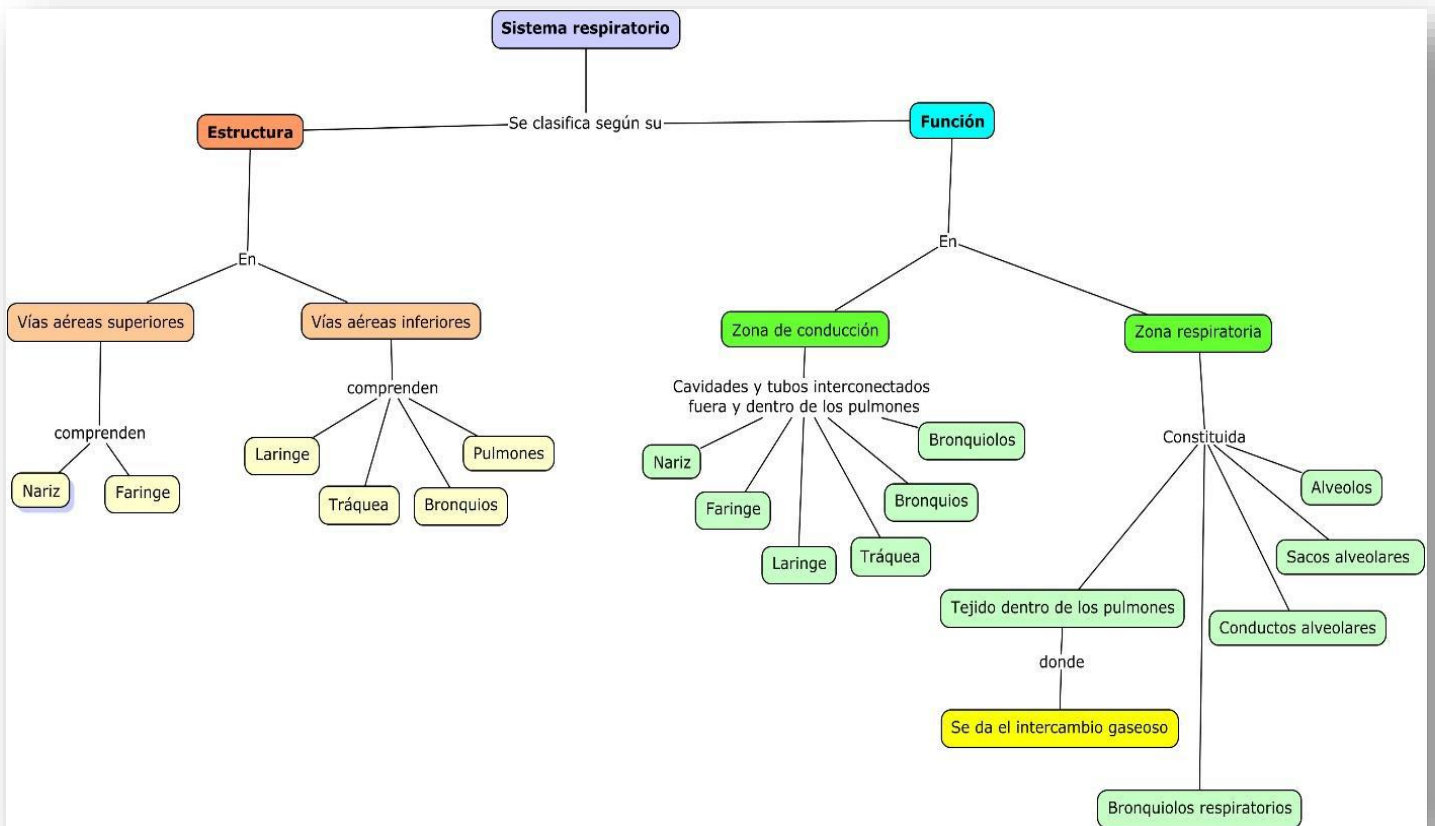 Sistema respiratorio
Se clasifica según su
Estructura
Función
En
En
Vías aéreas superiores
Vías aéreas inferiores
Zona de conducción
Zona respiratoria
comprenden
comprenden
Cavidades y tubos interconectados
fuera y dentro de los pulmones
Constituida
Nariz
Faringe
Laringe
Tráquea
Bronquios
Pulmones
Nariz
Faringe
Laringe
Tráquea
Bronquios
Bronquiolos
Alveolos
Sacos alveolares
Conductos alveolares
Tejido dentro de los pulmones
donde
Se da el intercambio gaseoso
Bronquiolos respiratorios